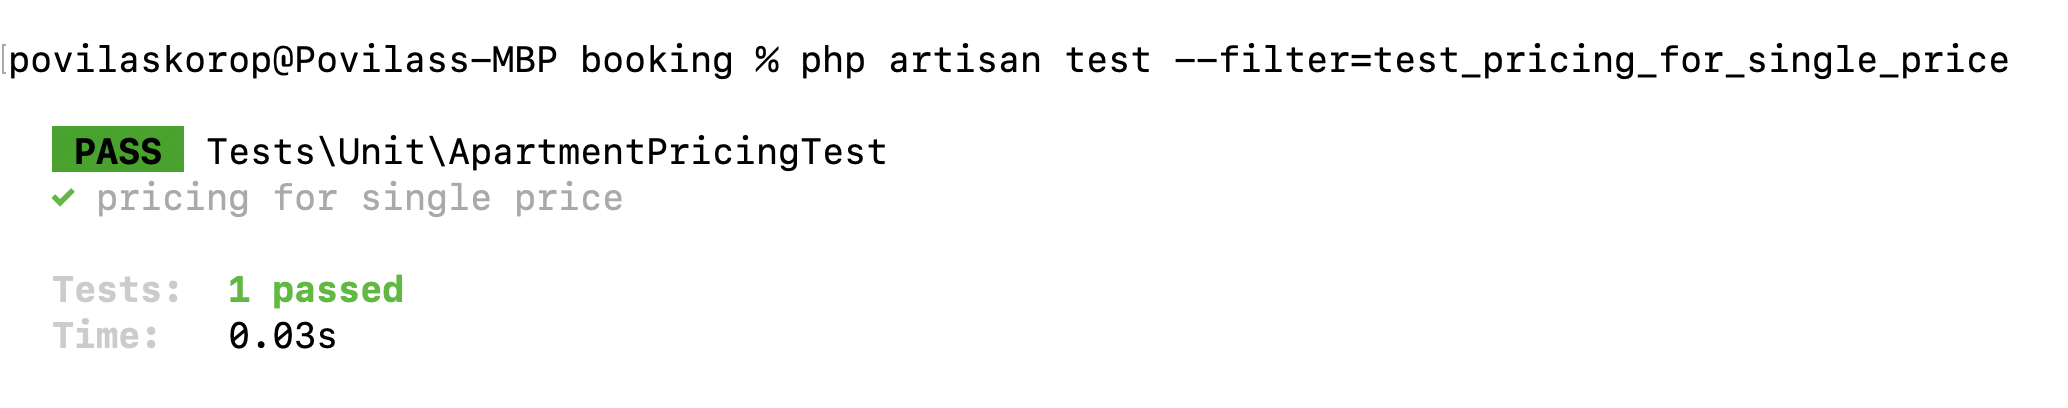 povilaskorop@Povilass-MBP booking % php artisan test --filter=test_pricing_for_single_price
PASS Tests\Unit\ApartmentPricingTest
✓ pricing for single price
Tests: 1 passed
Time: 0.03s